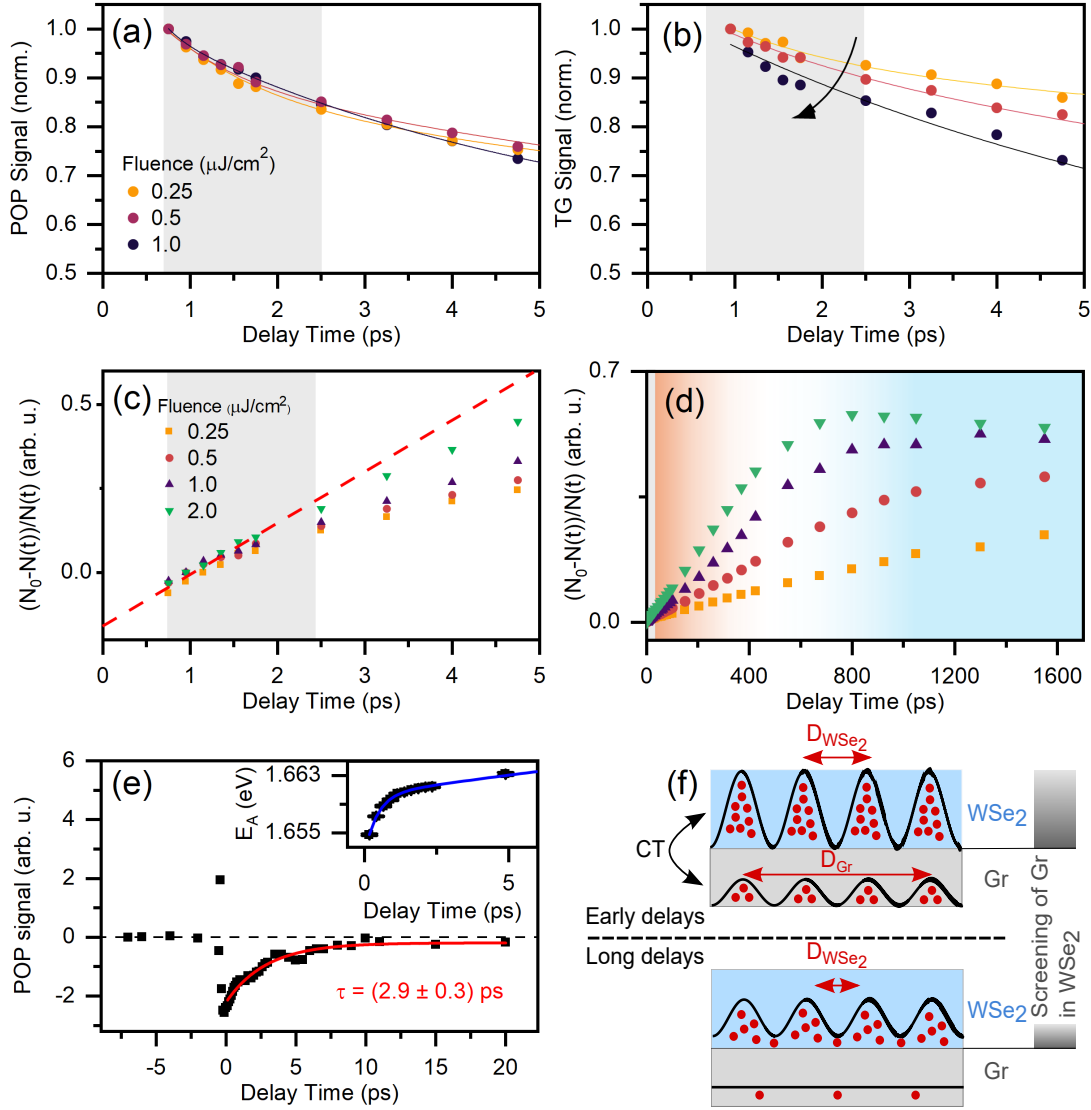 (a)
POP Signal (norm.)
1.0
0.9
0.8
0.7
0.6
0.5
Fluence (μJ/cm²)
0.25
0.5
1.0
0 1 2 3 4 5
Delay Time (ps)
(b)
TG Signal (norm.)
1.0
0.9
0.8
0.7
0.6
0.5
0 1 2 3 4 5
Delay Time (ps)
(c)
(N₀-N(t))/N(t) (arb. u.)
0.5
0.0
Fluence (μJ/cm²)
0.25
0.5
1.0
2.0
0 1 2 3 4 5
Delay Time (ps)
(d)
(N₀-N(t))/N(t) (arb. u.)
0.7
0.0
0 400 800 1200 1600
Delay Time (ps)
(e)
POP signal (arb. u.)
6
4
2
0
-2
E_A (eV)
1.663
1.655
0 5
Delay Time (ps)
τ = (2.9 ± 0.3) ps
-5 0 5 10 15 20
Delay Time (ps)
(f)
D_WSe₂
WSe₂
CT
D_Gr
Gr
Early delays
Long delays
D_WSe₂
WSe₂
Gr
Screening of Gr
in WSe2